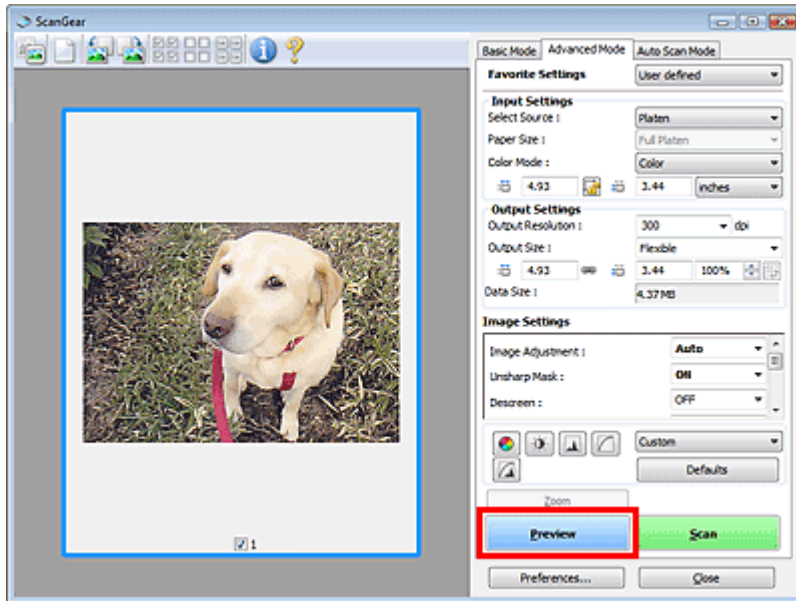 ScanGear
Basic Mode Advanced Mode Auto Scan Mode
Favorite Settings User defined
Input Settings
Select Source : Platen
Paper Size : Full Platen
Color Mode : Color
4.93 3.44 inches
Output Settings
Output Resolution : 300 dpi
Output Size : Flexible
4.93 3.44 100%
Data Size : 4.37 MB
Image Settings
Image Adjustment : Auto
Unsharp Mask : ON
Descreen : OFF
Custom
Defaults
Zoom
Preview Scan
1
Preferences... Close